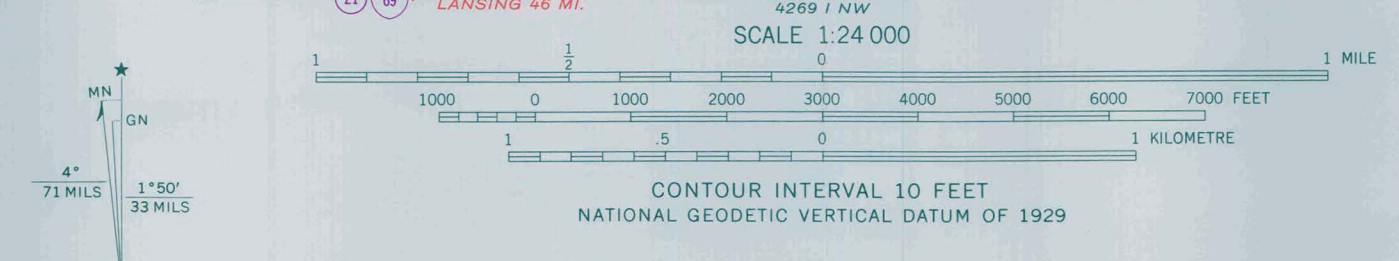 21 69 LANSING 46 MI.
4269 I NW
SCALE 1:24 000
1 1/2 0 1 MILE
1000 0 1000 2000 3000 4000 5000 6000 7000 FEET
1 .5 0 1 KILOMETRE
CONTOUR INTERVAL 10 FEET
NATIONAL GEODETIC VERTICAL DATUM OF 1929
MN
GN
4°
71 MILS
1°50′
33 MILS